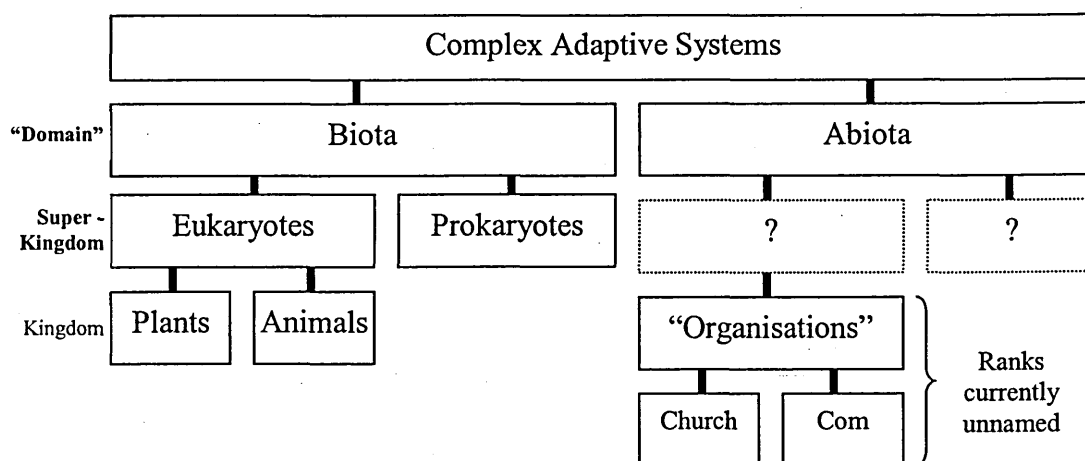 Complex Adaptive Systems
“Domain”
Biota
Abiota
Super -
Kingdom
Eukaryotes
Prokaryotes
?
?
Kingdom
Plants
Animals
“Organisations”
Church
Com
Ranks
currently
unnamed